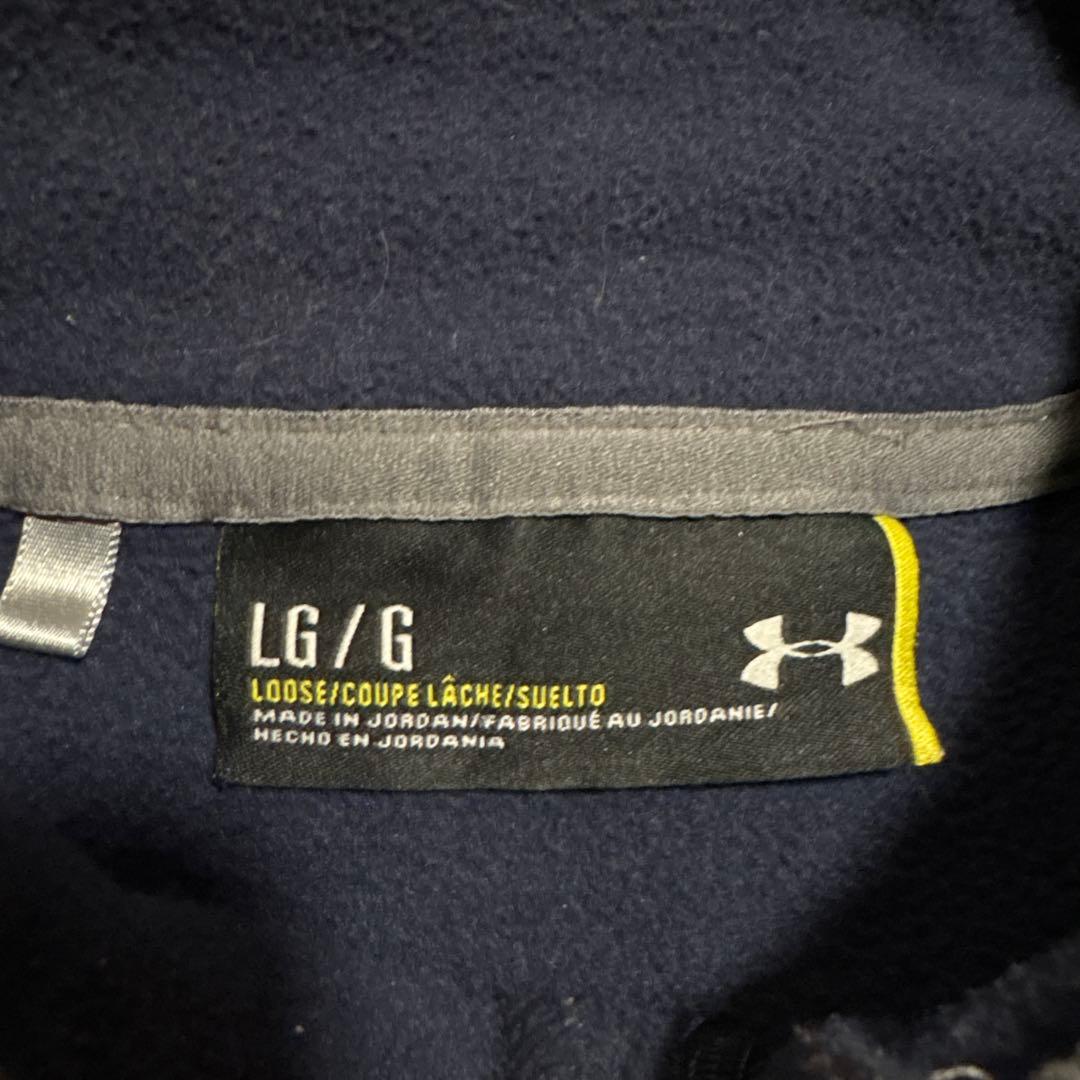 LG/G
LOOSE/COUPE LÂCHE/SUELTO
MADE IN JORDAN/FABRIQUÉ AU JORDANIE/
HECHO EN JORDANIA